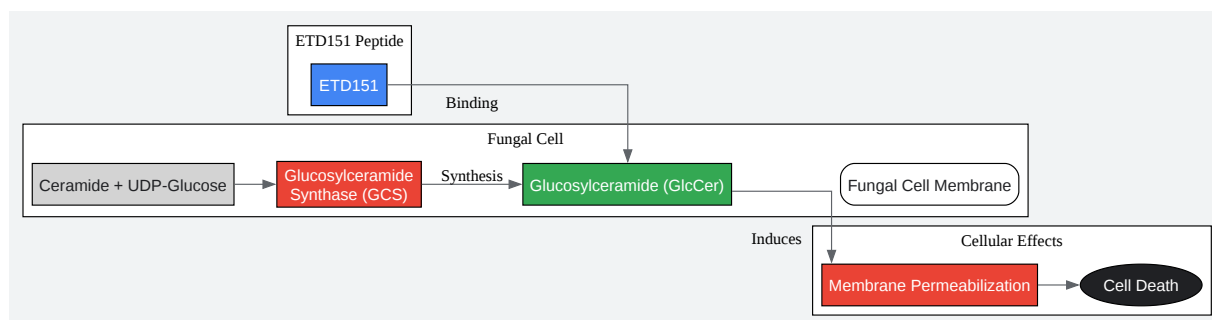 ETD151 Peptide
ETD151
Binding
Fungal Cell
Ceramide + UDP-Glucose
Glucosylceramide
Synthase (GCS)
Synthesis
Glucosylceramide (GlcCer)
Fungal Cell Membrane
Induces
Cellular Effects
Membrane Permeabilization
Cell Death